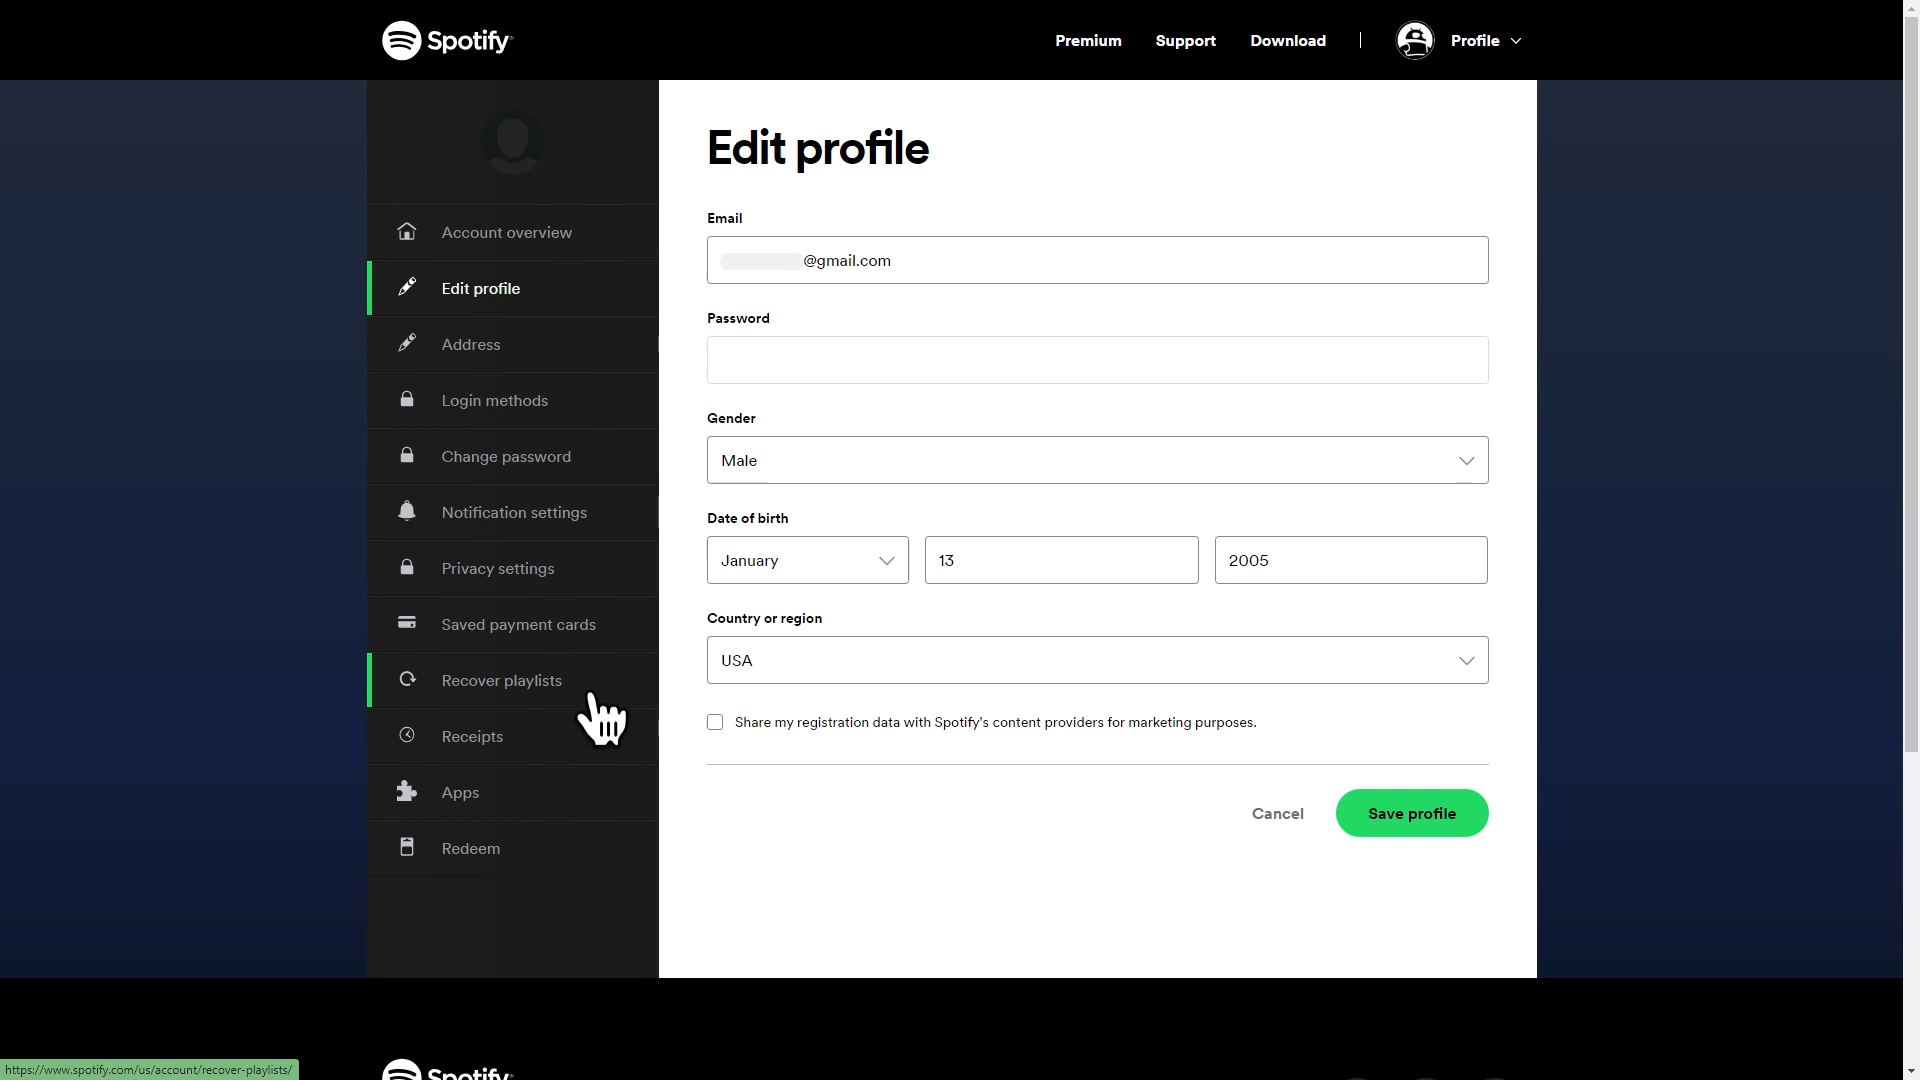 Spotify
Premium
Support
Download
Profile
Account overview
Edit profile
Address
Login methods
Change password
Notification settings
Privacy settings
Saved payment cards
Recover playlists
Receipts
Apps
Redeem
Edit profile
Email
@gmail.com
Password
Gender
Male
Date of birth
January
13
2005
Country or region
USA
Share my registration data with Spotify's content providers for marketing purposes.
Cancel
Save profile
Spotify
https://www.spotify.com/us/account/recover-playlists/